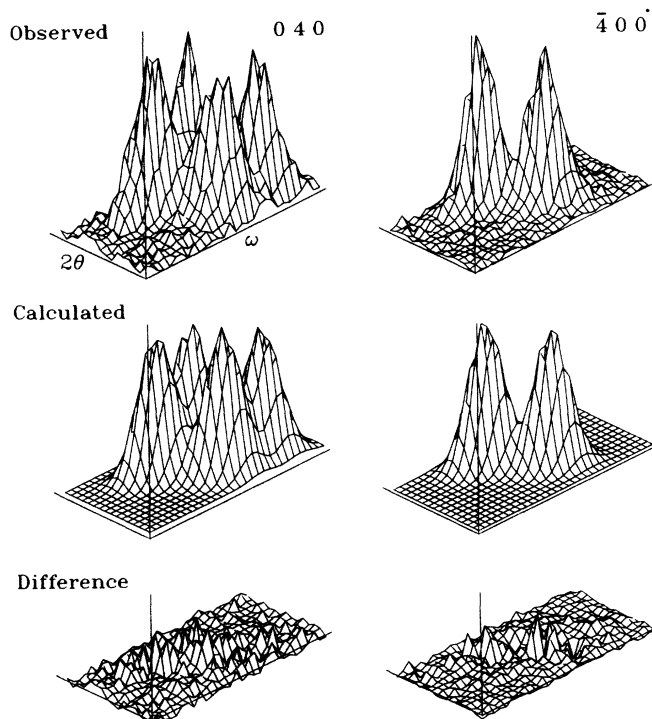 Observed 0 4 0 4̄ 0 0
2θ ω
Calculated
Difference